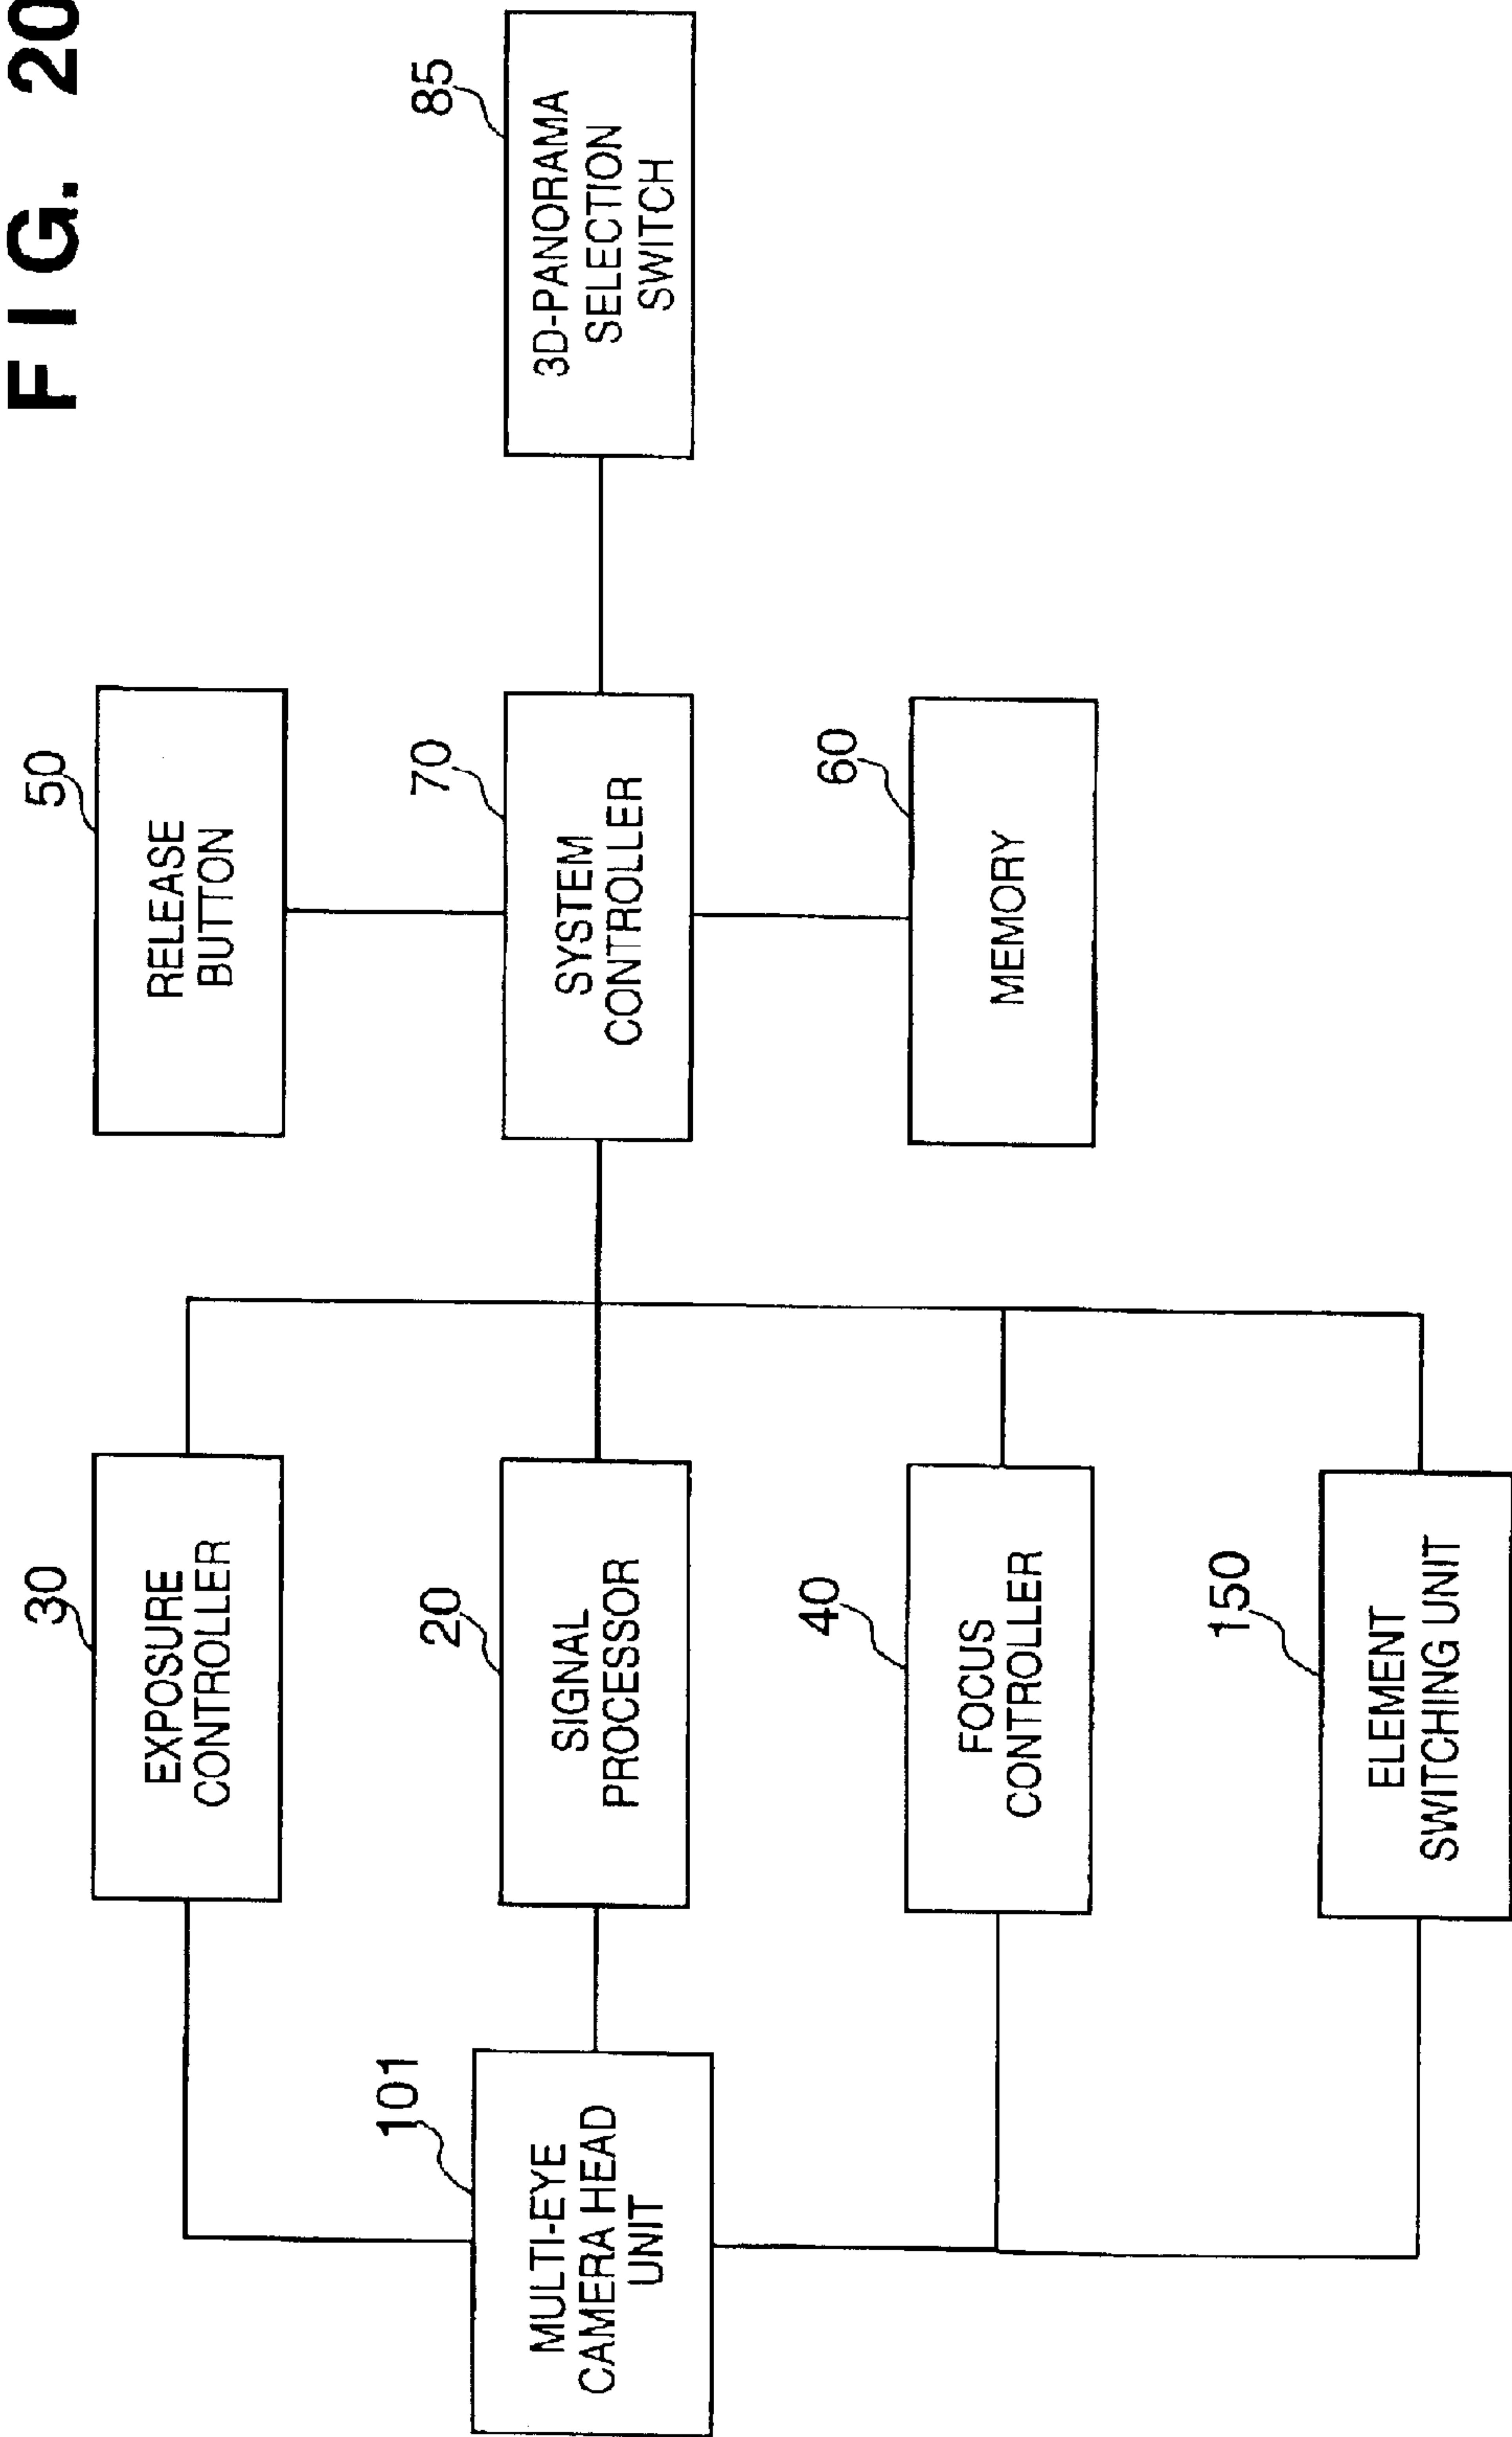 FIG. 20
30
EXPOSURE
CONTROLLER
50
RELEASE
BUTTON
101
MULTI-EYE
CAMERA HEAD
UNIT
20
SIGNAL
PROCESSOR
70
SYSTEM
CONTROLLER
85
3D-PANORAMA
SELECTION
SWITCH
40
FOCUS
CONTROLLER
60
MEMORY
150
ELEMENT
SWITCHING UNIT